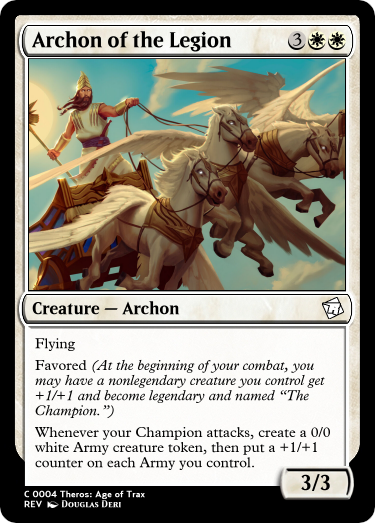 Archon of the Legion 3
Creature — Archon
Flying
Favored (At the beginning of your combat, you
may have a nonlegendary creature you control get
+1/+1 and become legendary and named “The
Champion.”)
Whenever your Champion attacks, create a 0/0
white Army creature token, then put a +1/+1
counter on each Army you control.
3/3
C 0004 Theros: Age of Trax
REV Douglas Deri